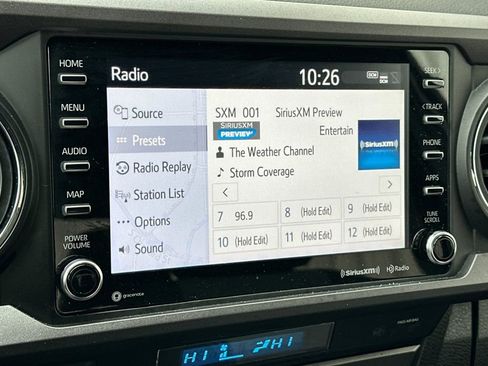 HOME
MENU
AUDIO
MAP
POWER
VOLUME
Radio
10:26
DCM
Source
Presets
Radio Replay
Station List
Options
Sound
SXM 001 SiriusXM Preview
SIRIUSXM
PREVIEW
Entertain
The Weather Channel
Storm Coverage
SiriusXM
7 96.9
8 (Hold Edit)
9 (Hold Edit)
10 (Hold Edit)
11 (Hold Edit)
12 (Hold Edit)
SEEK >
< TRACK
PHONE
APPS
TUNE
SCROLL
gracenote
SiriusXM
HD Radio
HI HI